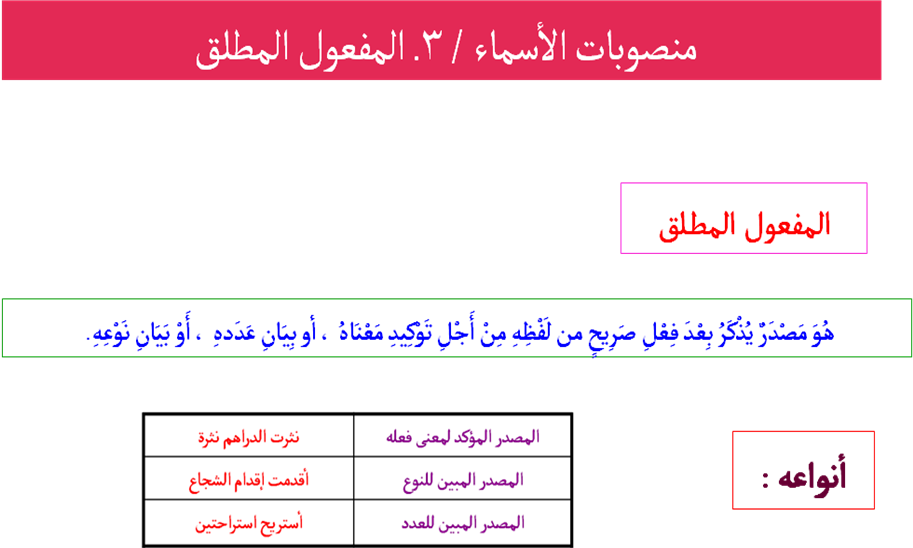 منصوبات الأسماء / ٣. المفعول المطلق
المفعول المطلق
هُوَ مَصْدَرٌ يُذْكَرُ بِعْدَ فِعْلِ صَرِيحٍ من لَفْظِهِ مِنْ أَجْلِ تَوْكِيدِ مَعْنَاهُ ، أو بِيَانِ عَدَدهِ ، أَوْ بَيَانِ نَوْعِهِ.
أنواعه :
المصدر المؤكد لمعنى فعله نثرت الدراهم نثرة
المصدر المبين للنوع أقدمت إقدام الشجاع
المصدر المبين للعدد أستريح استراحتين